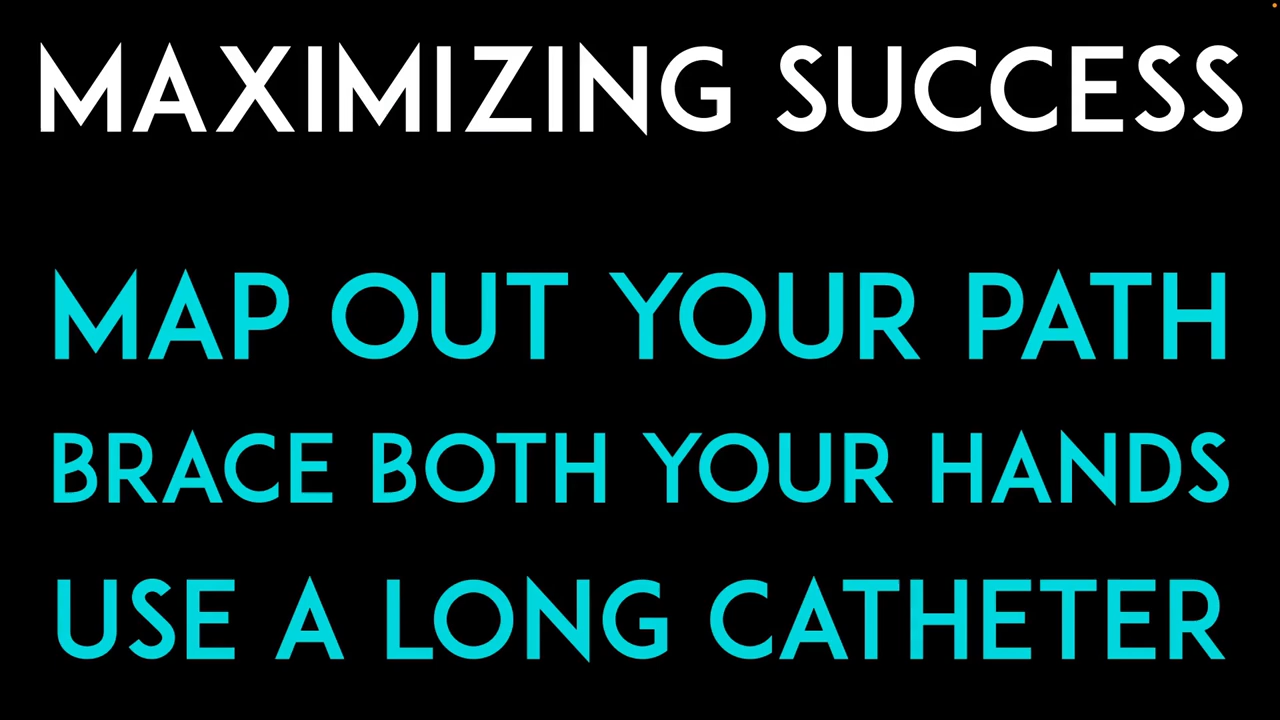 MAXIMIZING SUCCESS
MAP OUT YOUR PATH
BRACE BOTH YOUR HANDS
USE A LONG CATHETER